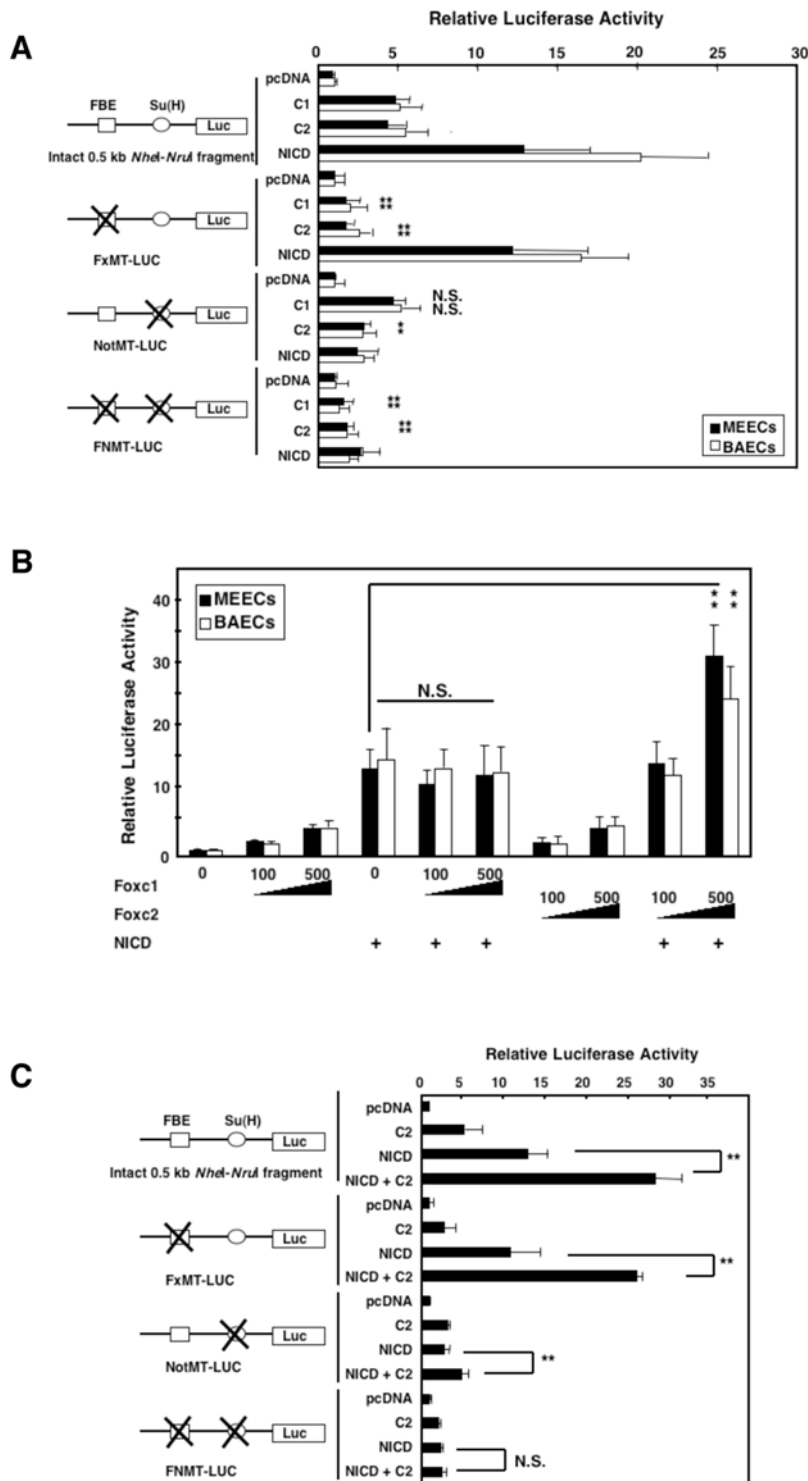 A
Relative Luciferase Activity
0 5 10 15 20 25 30
FBE Su(H)
Luc
Intact 0.5 kb NheI-NruI fragment
pcDNA
C1
C2
NICD
Luc
FxMT-LUC
pcDNA
C1 **
**
C2 **
**
NICD
Luc
NotMT-LUC
pcDNA
C1 N.S.
N.S.
C2 *
*
NICD
Luc
FNMT-LUC
pcDNA
C1 **
**
C2 **
**
NICD
MEECs
BAECs
B
MEECs
BAECs
Relative Luciferase Activity
40
30
20
10
0
N.S.
* *
* *
0 100 500 0 100 500 100 500 100 500
Foxc1
Foxc2
NICD + + + + +
C
Relative Luciferase Activity
0 5 10 15 20 25 30 35
FBE Su(H)
Luc
Intact 0.5 kb NheI-NruI fragment
pcDNA
C2
NICD
NICD + C2
**
Luc
FxMT-LUC
pcDNA
C2
NICD
NICD + C2
**
Luc
NotMT-LUC
pcDNA
C2
NICD
NICD + C2
**
Luc
FNMT-LUC
pcDNA
C2
NICD
NICD + C2
N.S.